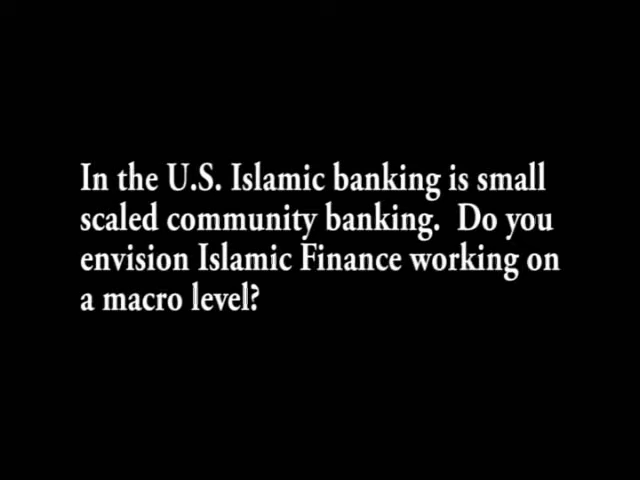 In the U.S. Islamic banking is small
scaled community banking.  Do you
envision Islamic Finance working on
a macro level?